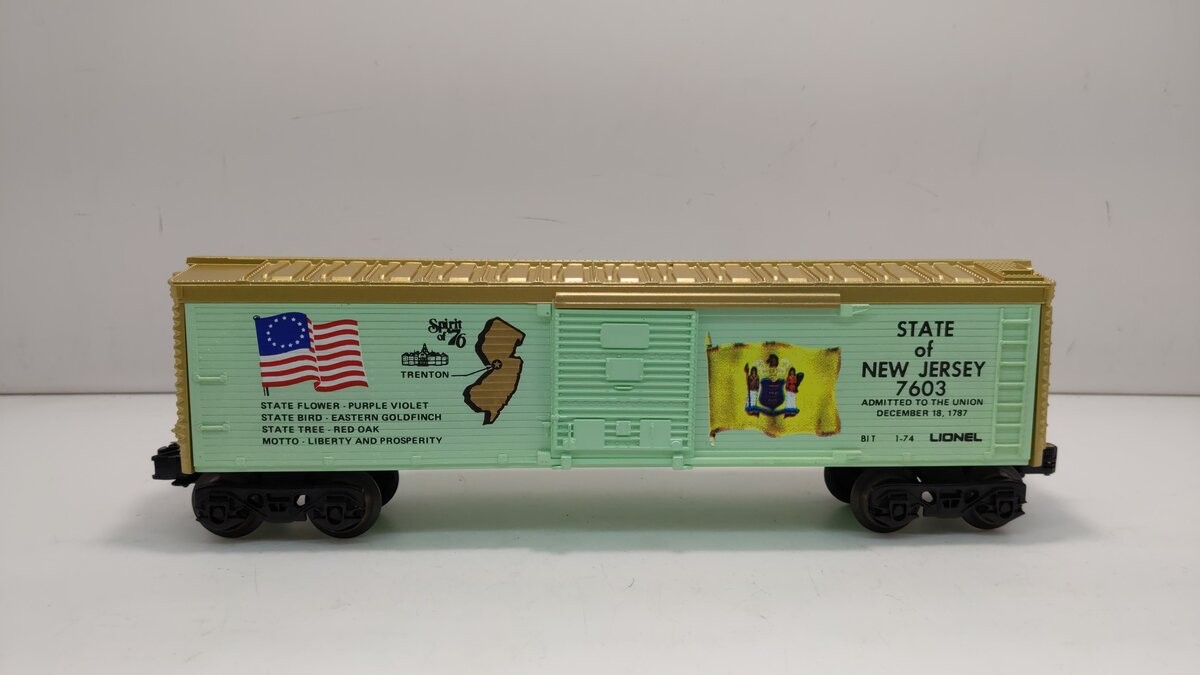 Spirit
of 76
TRENTON
STATE FLOWER - PURPLE VIOLET
STATE BIRD - EASTERN GOLDFINCH
STATE TREE - RED OAK
MOTTO - LIBERTY AND PROSPERITY
STATE
of
NEW JERSEY
7603
ADMITTED TO THE UNION
DECEMBER 18, 1787
BIT 1-74 LIONEL